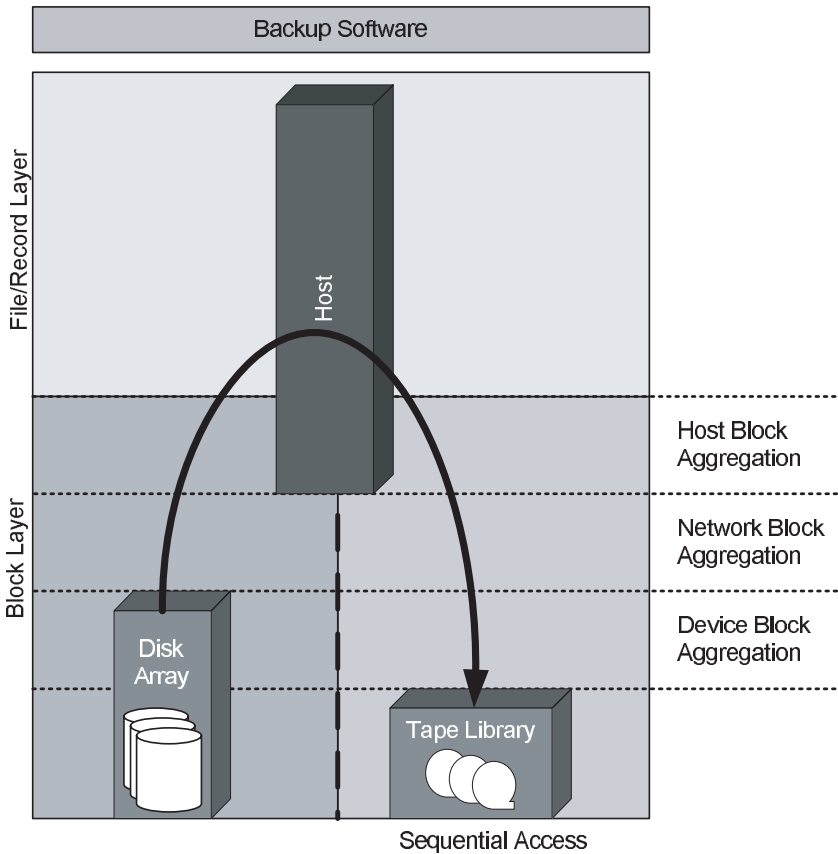 Backup Software
File/Record Layer
Host
Host Block
Aggregation
Network Block
Aggregation
Block Layer
Device Block
Aggregation
Disk
Array
Tape Library
Sequential Access